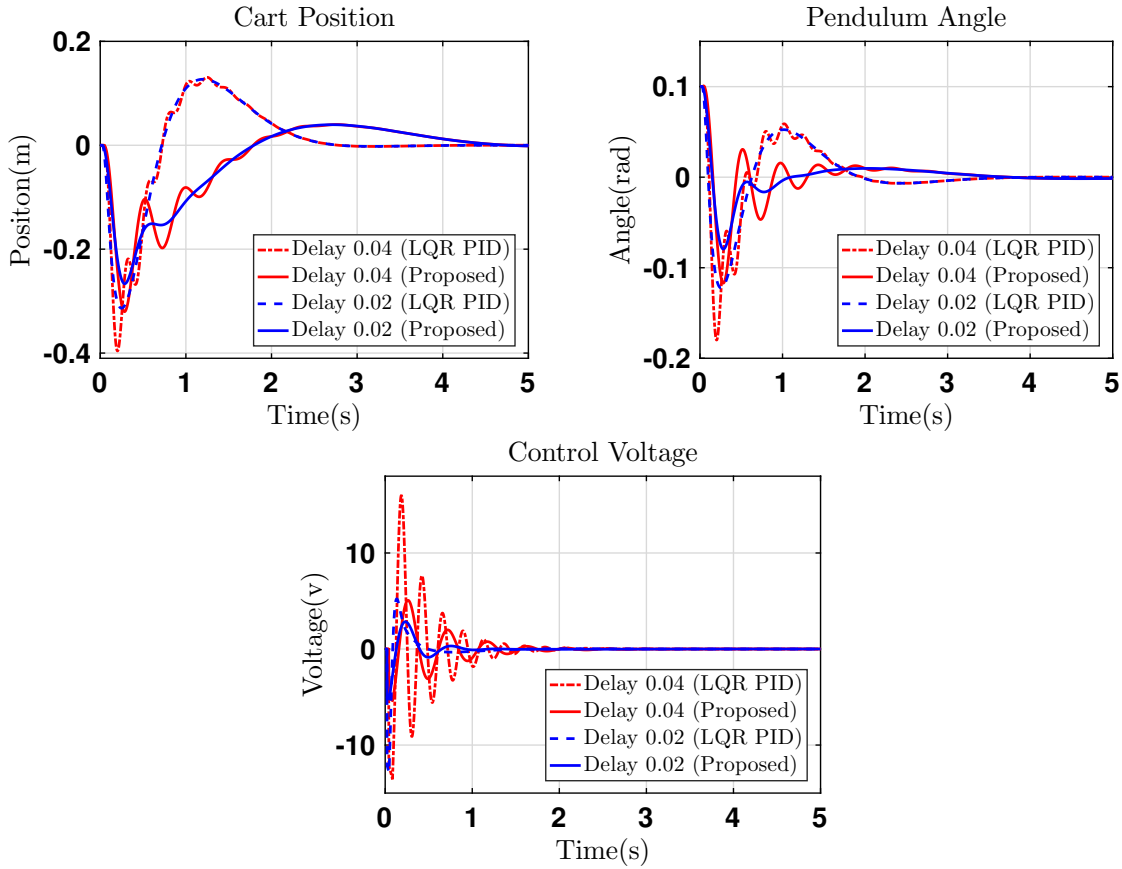 Cart Position
0.2
0
-0.2
-0.4
Positon(m)
0 1 2 3 4 5
Time(s)
Delay 0.04 (LQR PID)
Delay 0.04 (Proposed)
Delay 0.02 (LQR PID)
Delay 0.02 (Proposed)
Pendulum Angle
0.1
0
-0.1
-0.2
Angle(rad)
0 1 2 3 4 5
Time(s)
Delay 0.04 (LQR PID)
Delay 0.04 (Proposed)
Delay 0.02 (LQR PID)
Delay 0.02 (Proposed)
Control Voltage
10
0
-10
Voltage(v)
0 1 2 3 4 5
Time(s)
Delay 0.04 (LQR PID)
Delay 0.04 (Proposed)
Delay 0.02 (LQR PID)
Delay 0.02 (Proposed)